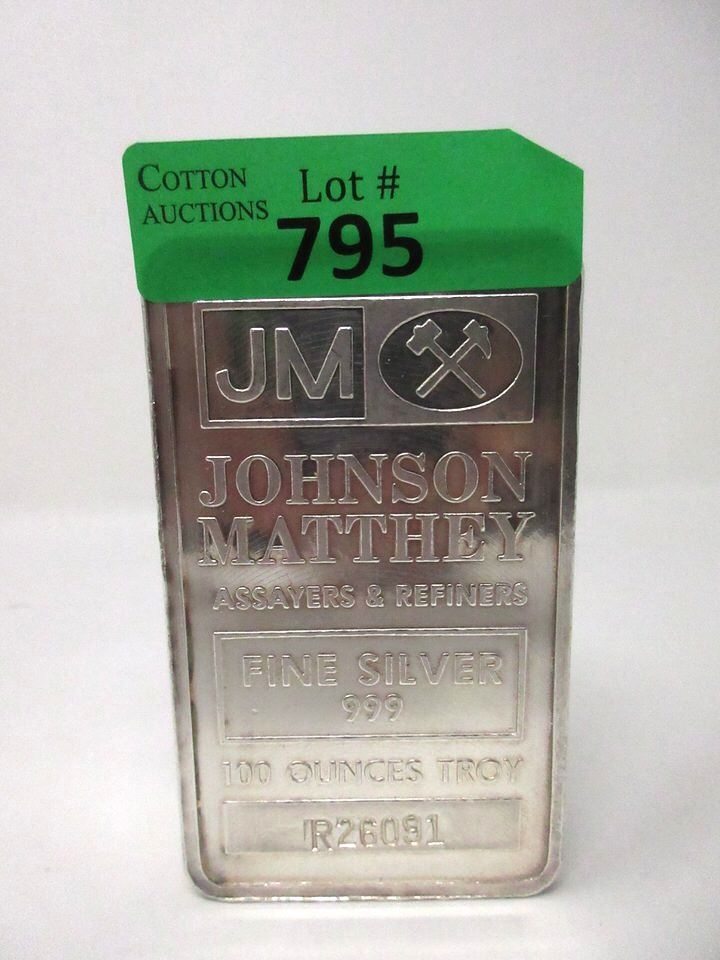 COTTON
AUCTIONS
Lot #
795
JM
JOHNSON
MATTHEY
ASSAYERS & REFINERS
FINE SILVER
999
100 OUNCES TROY
R26091